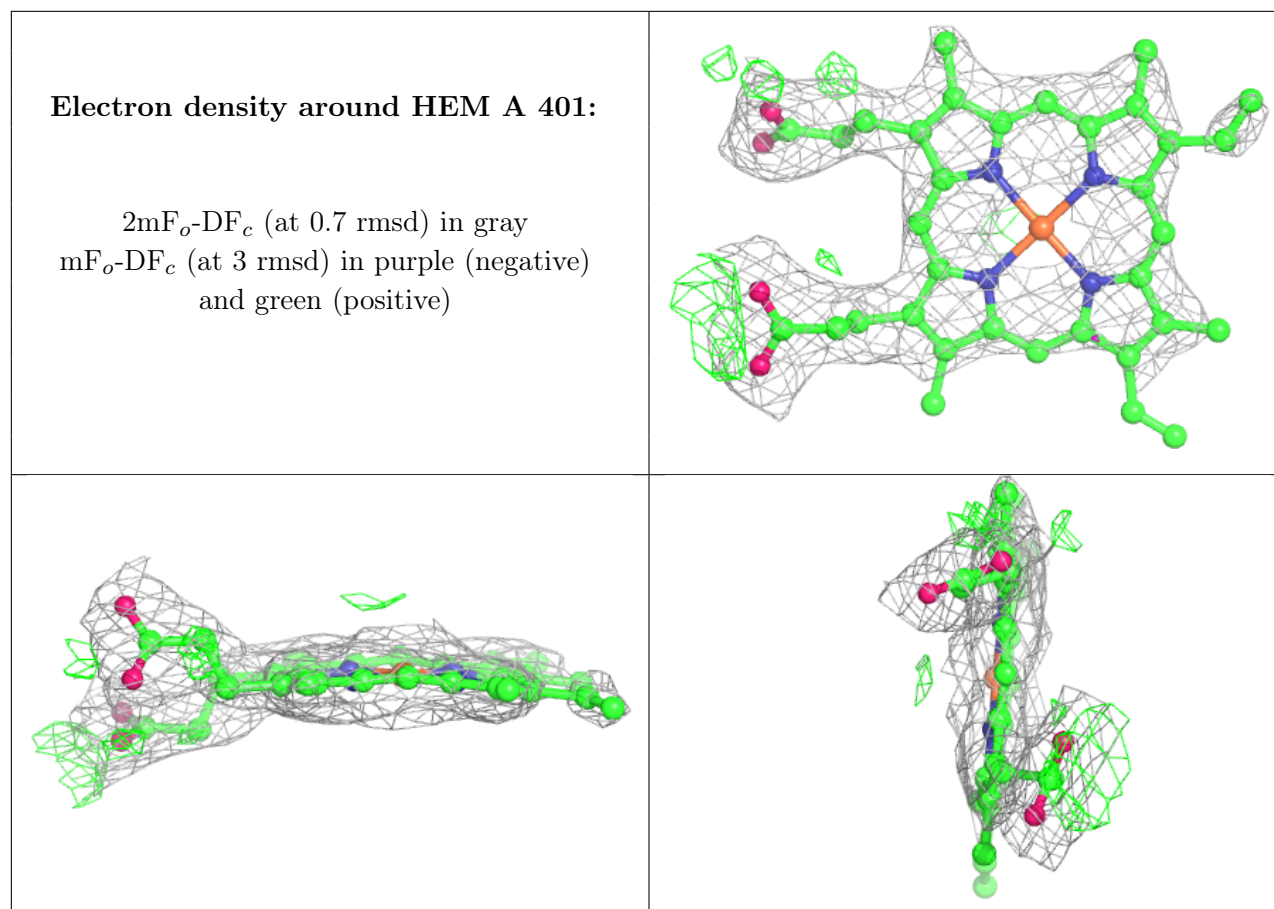 Electron density around HEM A 401:
2mFo-DFc (at 0.7 rmsd) in gray
mFo-DFc (at 3 rmsd) in purple (negative)
and green (positive)